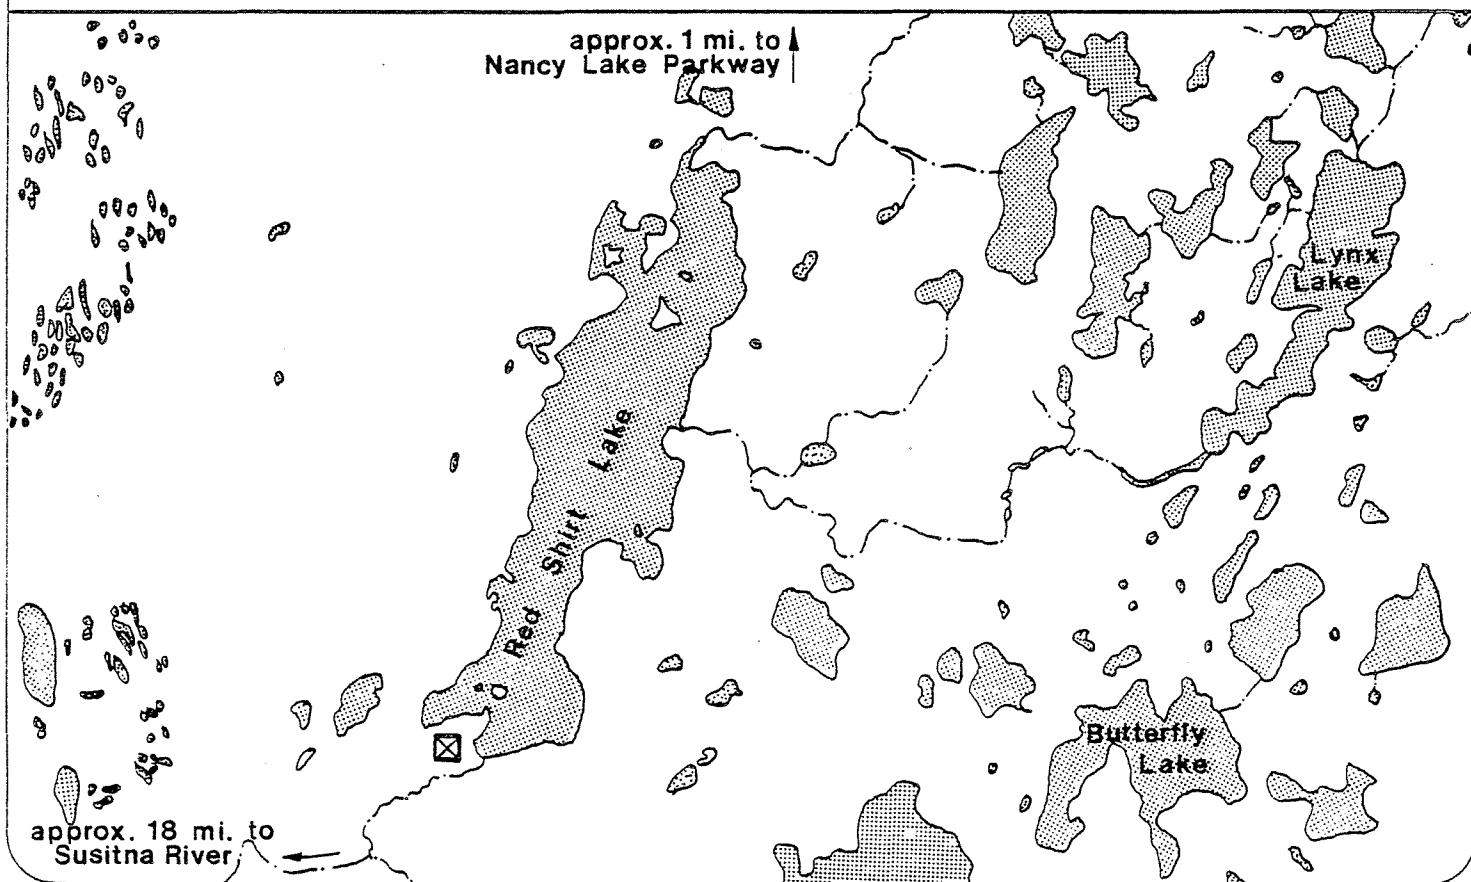 approx. 1 mi. to
Nancy Lake Parkway
Lynx
Lake
Red Shirt Lake
Butterfly
Lake
approx. 18 mi. to
Susitna River